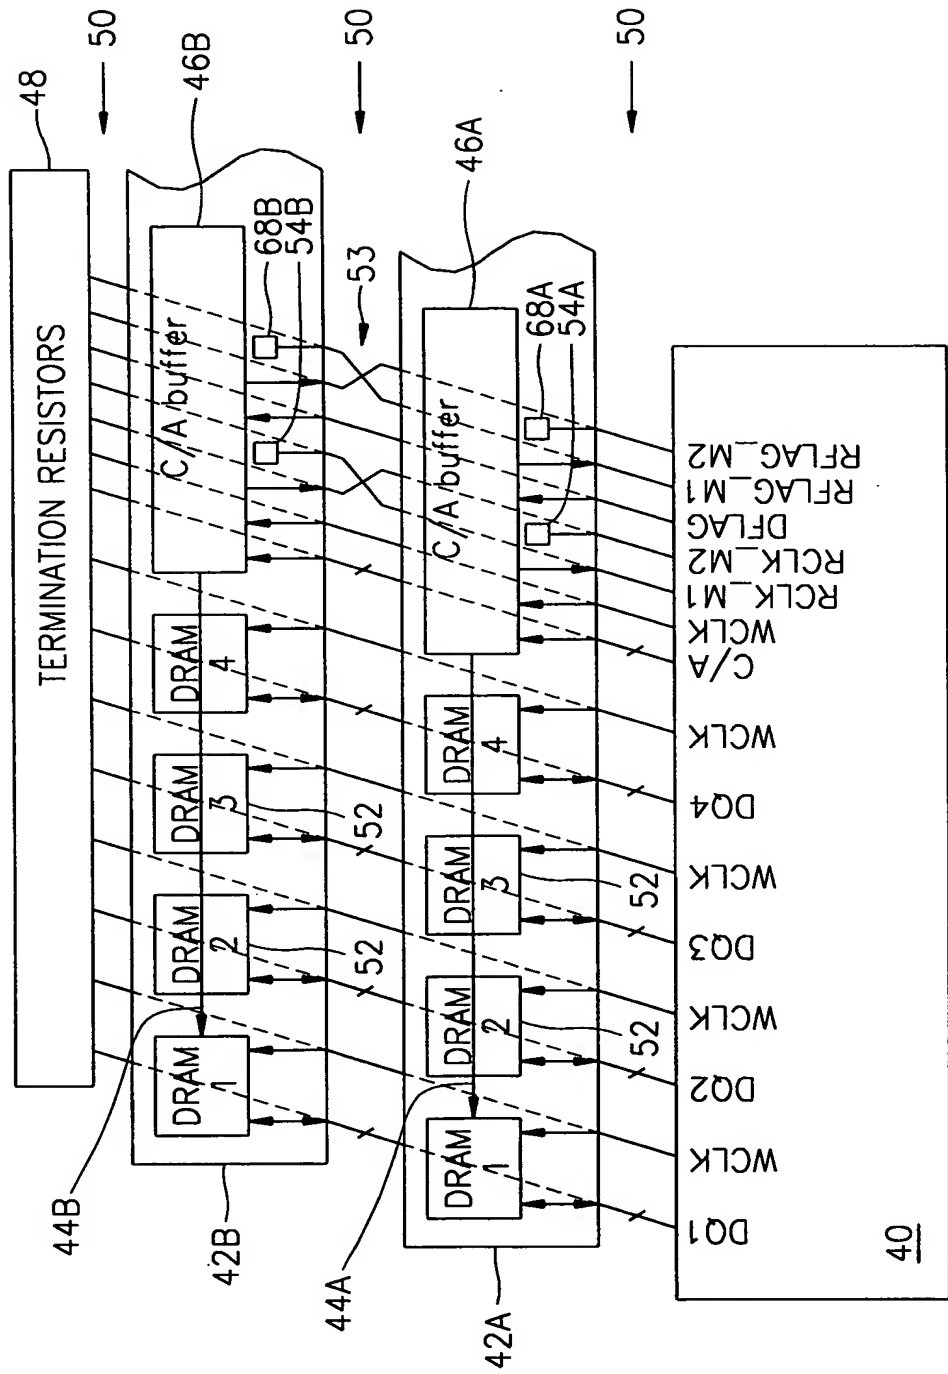 TERMINATION RESISTORS
48
50
46B
C/A buffer
DRAM 4
DRAM 3
DRAM 2
DRAM 1
68B
54B
52
52
44B
42B
50
53
46A
C/A buffer
DRAM 4
DRAM 3
DRAM 2
DRAM 1
68A
54A
52
52
44A
42A
50
RFLAG_M2
RFLAG_M1
DFLAG
RCLK_M2
RCLK_M1
WCLK
C/A
WCLK
DQ4
WCLK
DQ3
WCLK
DQ2
WCLK
DQ1
40